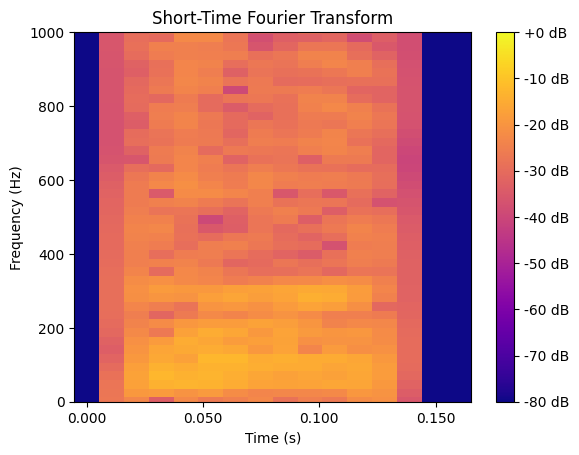 Short-Time Fourier Transform
1000
800
600
400
200
0
Frequency (Hz)
0.000
0.050
0.100
0.150
Time (s)
+0 dB
-10 dB
-20 dB
-30 dB
-40 dB
-50 dB
-60 dB
-70 dB
-80 dB